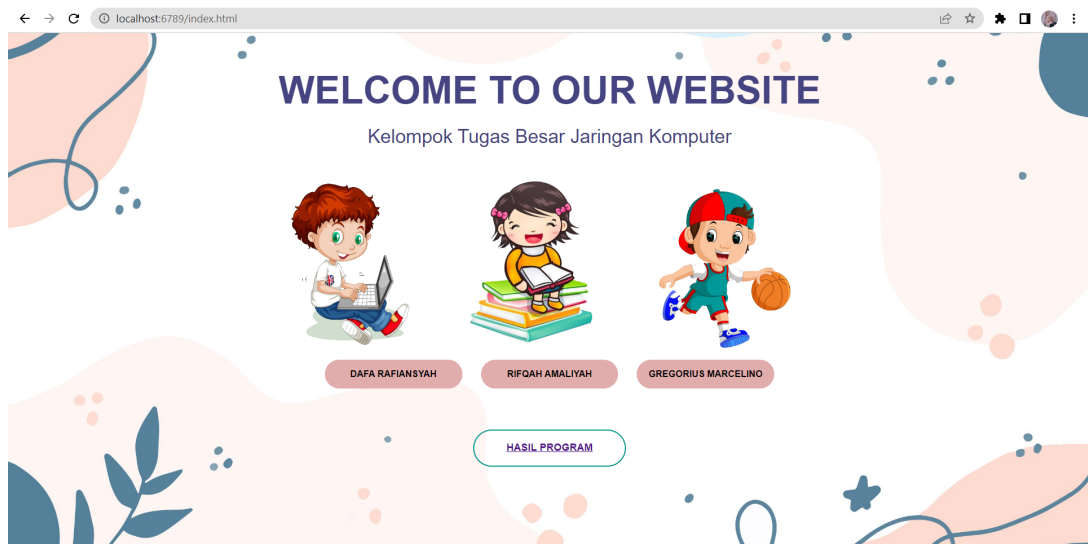 localhost:6789/index.html
WELCOME TO OUR WEBSITE
Kelompok Tugas Besar Jaringan Komputer
DAFA RAFIANSYAH
RIFQAH AMALIYAH
GREGORIUS MARCELINO
HASIL PROGRAM